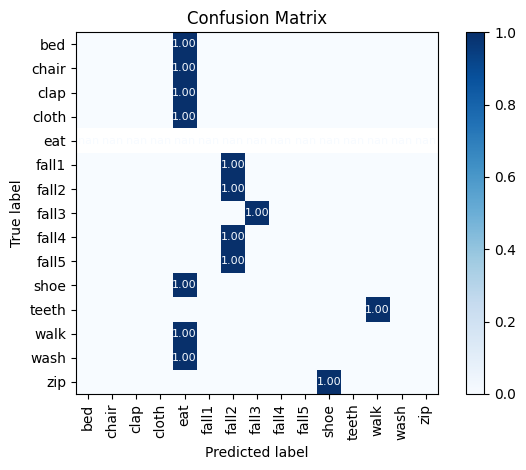 Confusion Matrix
True label
bed 1.00
chair 1.00
clap 1.00
cloth 1.00
eat
fall1 1.00
fall2 1.00
fall3 1.00
fall4 1.00
fall5 1.00
shoe 1.00
teeth 1.00
walk 1.00
wash 1.00
zip 1.00
bed chair clap cloth eat fall1 fall2 fall3 fall4 fall5 shoe teeth walk wash zip
Predicted label
1.0
0.8
0.6
0.4
0.2
0.0